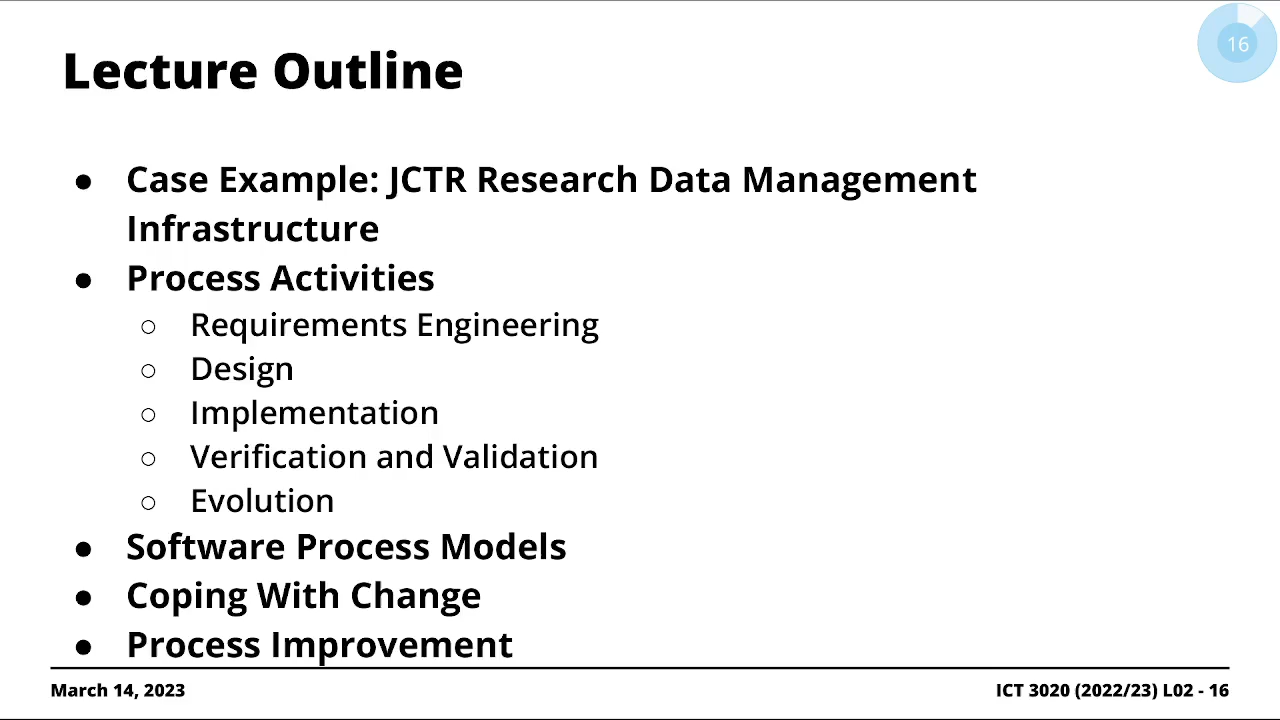 16
Lecture Outline
● Case Example: JCTR Research Data Management
Infrastructure
● Process Activities
○ Requirements Engineering
○ Design
○ Implementation
○ Verification and Validation
○ Evolution
● Software Process Models
● Coping With Change
● Process Improvement
March 14, 2023
ICT 3020 (2022/23) L02 - 16